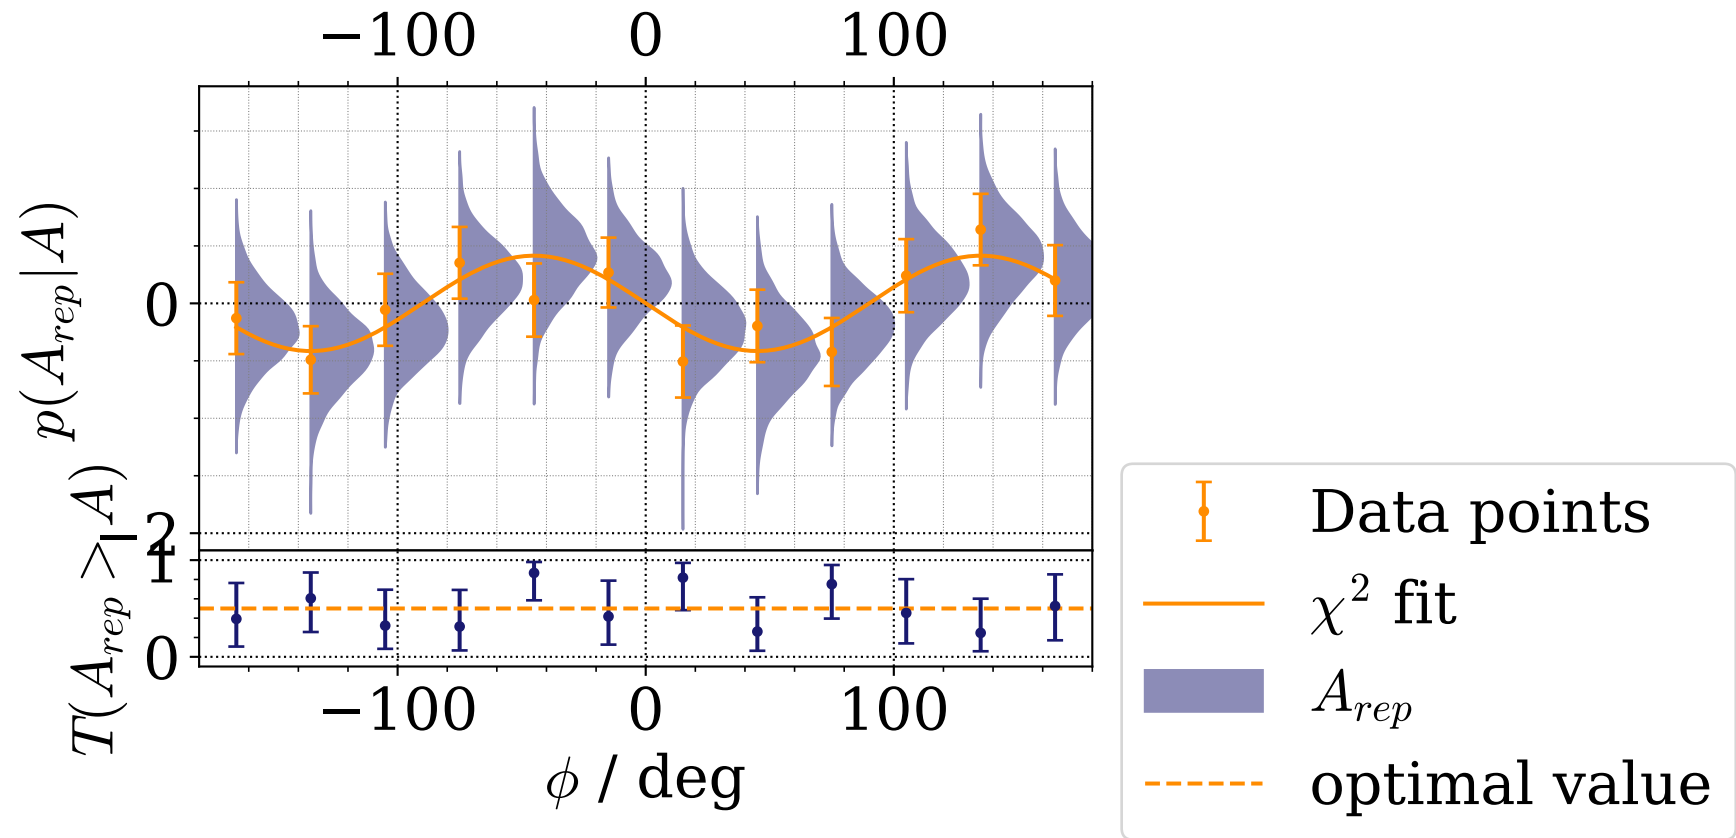 −100 0 100
p(A_rep|A)
0
−2
T(A_rep > A)
1
0
−100 0 100
ϕ / deg
Data points
χ² fit
A_rep
optimal value